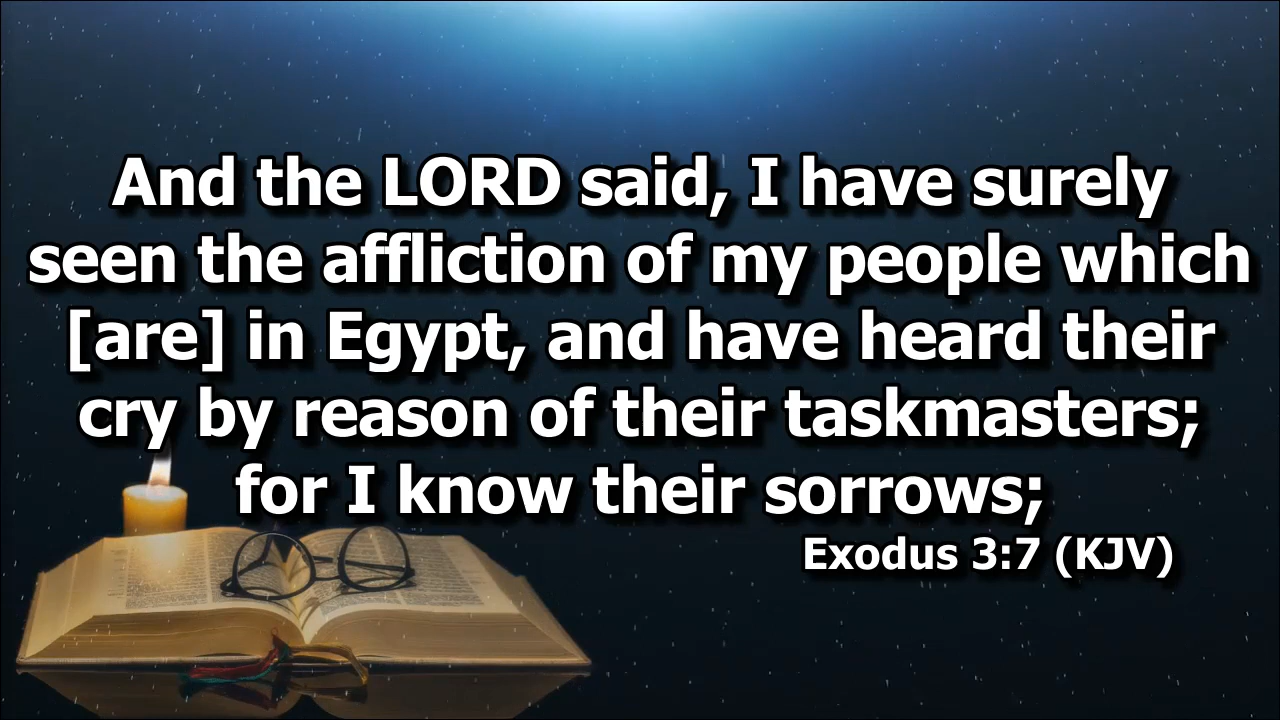 And the LORD said, I have surely
seen the affliction of my people which
[are] in Egypt, and have heard their
cry by reason of their taskmasters;
for I know their sorrows;
Exodus 3:7 (KJV)